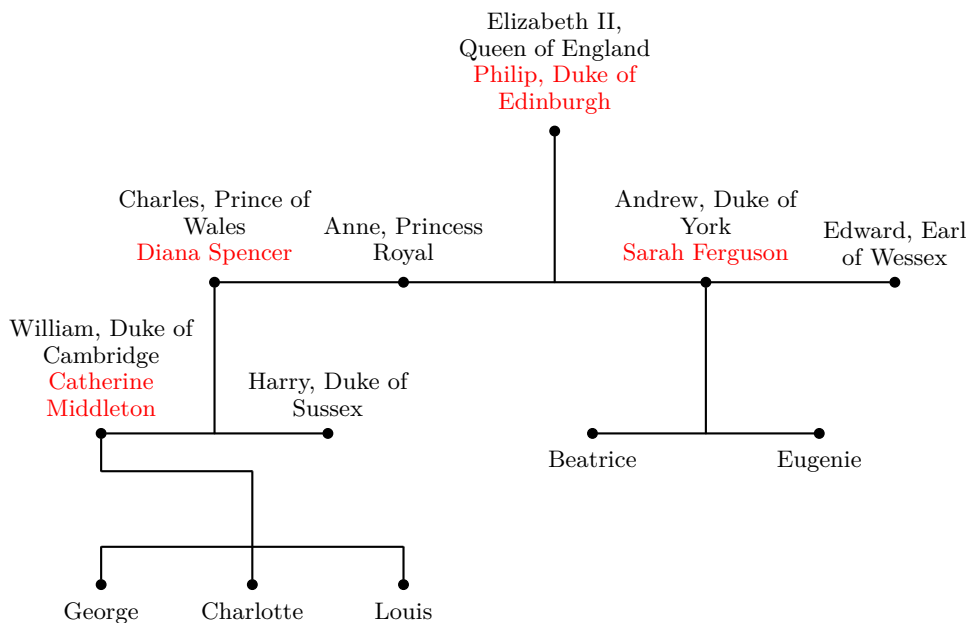 Elizabeth II,
Queen of England
Philip, Duke of
Edinburgh
Charles, Prince of
Wales
Diana Spencer
Anne, Princess
Royal
Andrew, Duke of
York
Sarah Ferguson
Edward, Earl
of Wessex
William, Duke of
Cambridge
Catherine
Middleton
Harry, Duke of
Sussex
Beatrice
Eugenie
George
Charlotte
Louis